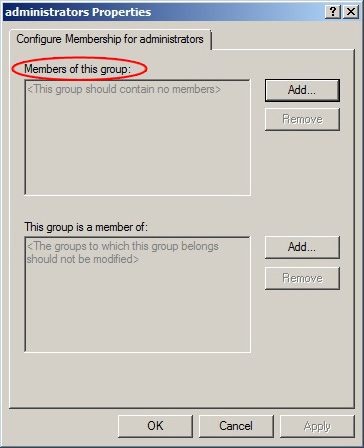 administrators Properties
Configure Membership for administrators
Members of this group:
<This group should contain no members>
Add...
Remove
This group is a member of:
<The groups to which this group belongs
should not be modified>
Add...
Remove
OK
Cancel
Apply